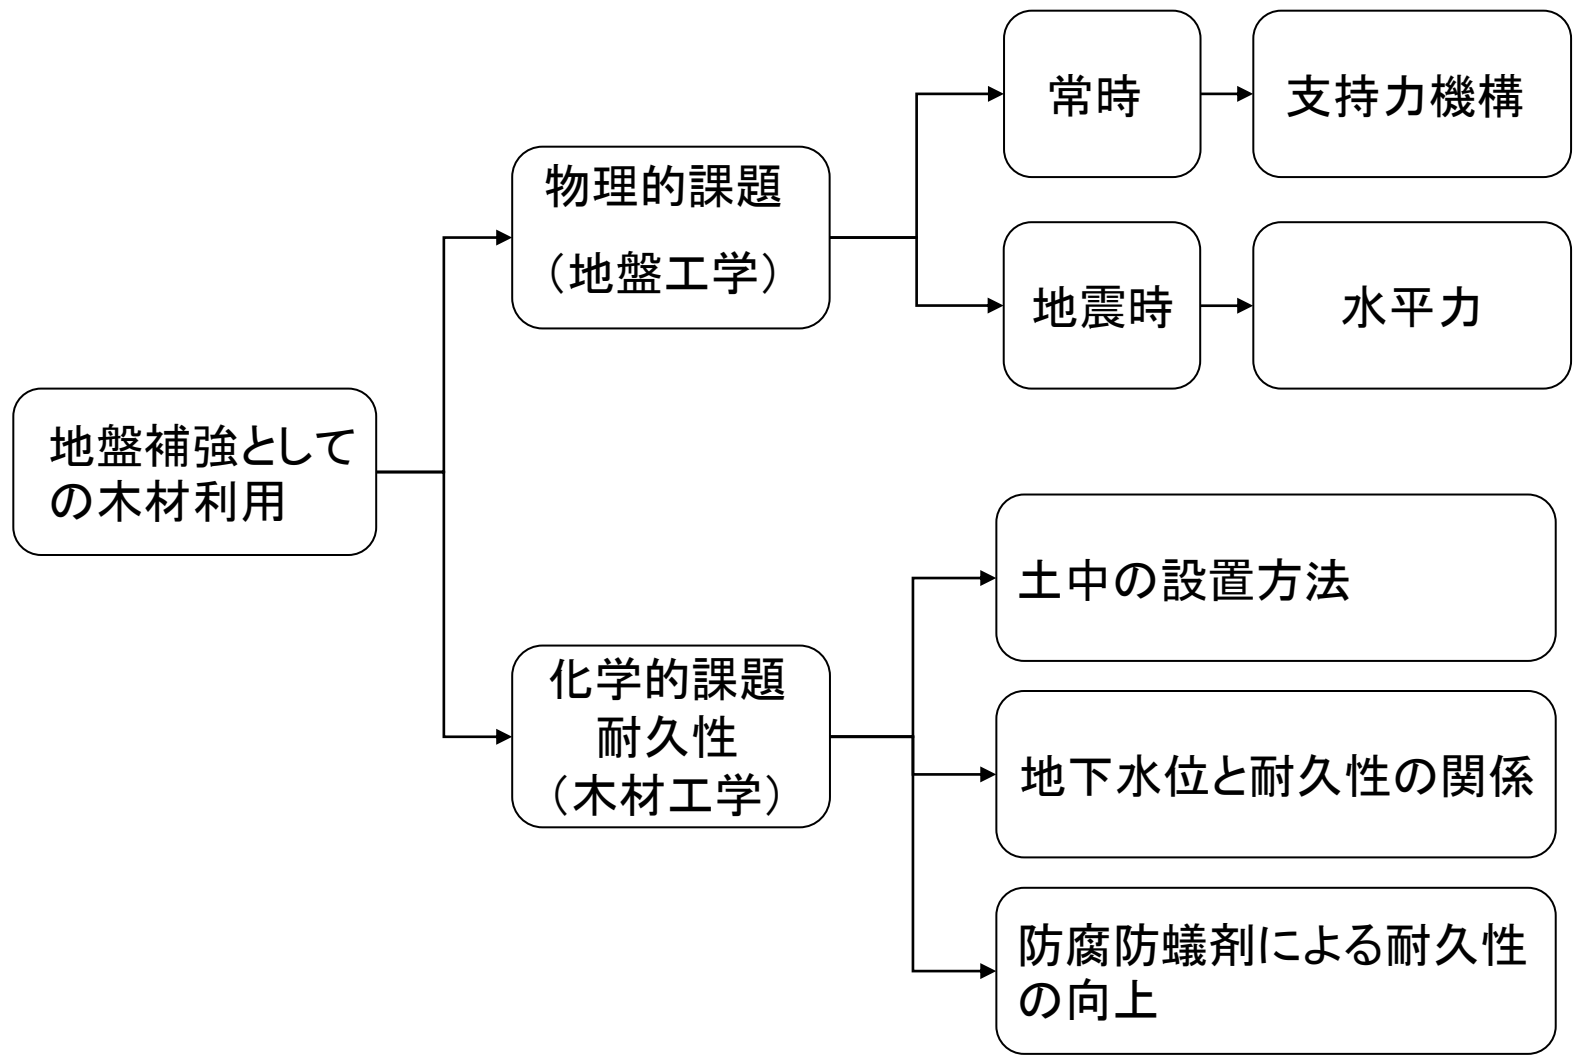 地盤補強として
の木材利用
物理的課題
（地盤工学）
常時
支持力機構
地震時
水平力
化学的課題
耐久性
（木材工学）
土中の設置方法
地下水位と耐久性の関係
防腐防蟻剤による耐久性
の向上